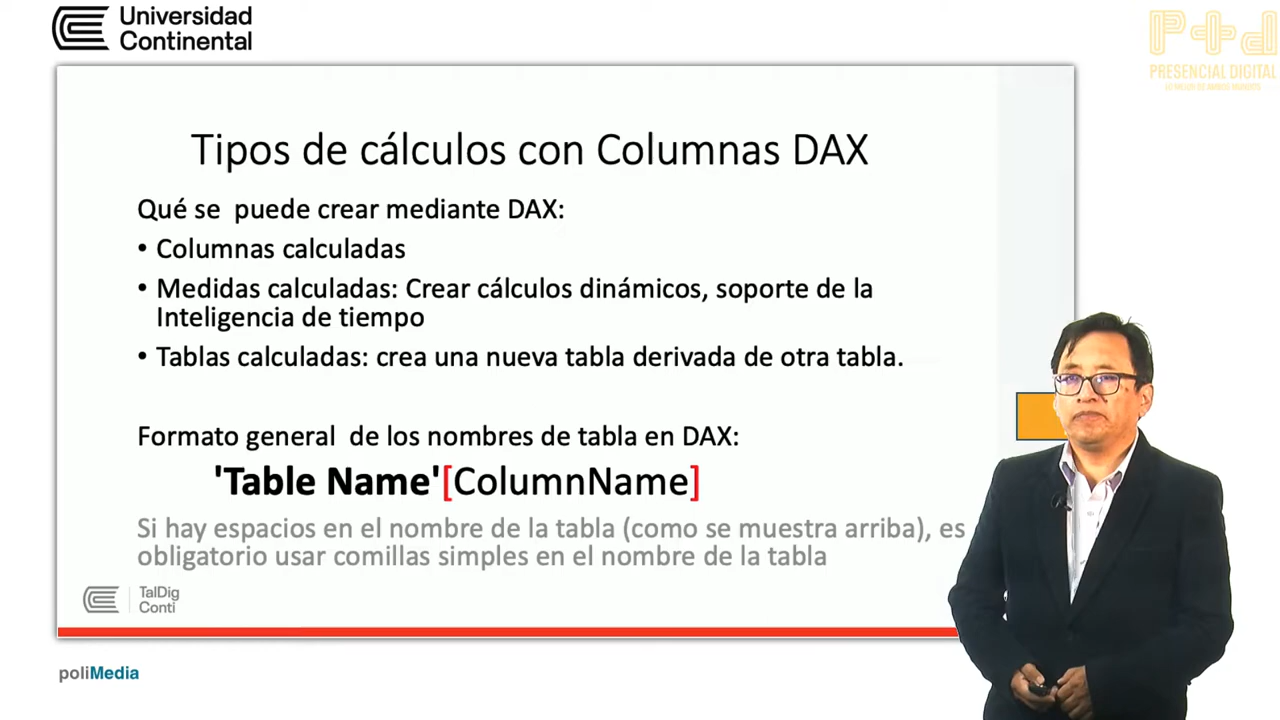 Universidad
Continental
PRESENCIAL DIGITAL
Tipos de cálculos con Columnas DAX
Qué se  puede crear mediante DAX:
• Columnas calculadas
• Medidas calculadas: Crear cálculos dinámicos, soporte de la
Inteligencia de tiempo
• Tablas calculadas: crea una nueva tabla derivada de otra tabla.
Formato general  de los nombres de tabla en DAX:
'Table Name'[ColumnName]
Si hay espacios en el nombre de la tabla (como se muestra arriba), es
obligatorio usar comillas simples en el nombre de la tabla
TalDig
Conti
poliMedia